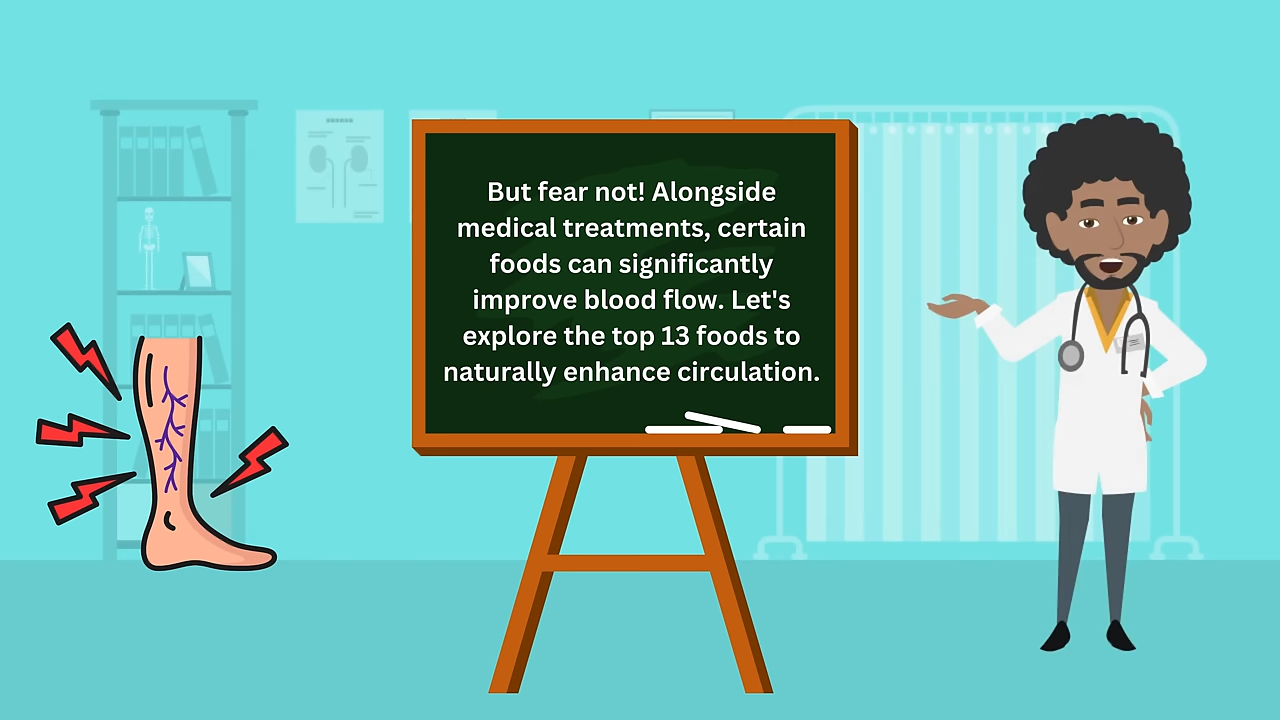 But fear not! Alongside
medical treatments, certain
foods can significantly
improve blood flow. Let's
explore the top 13 foods to
naturally enhance circulation.